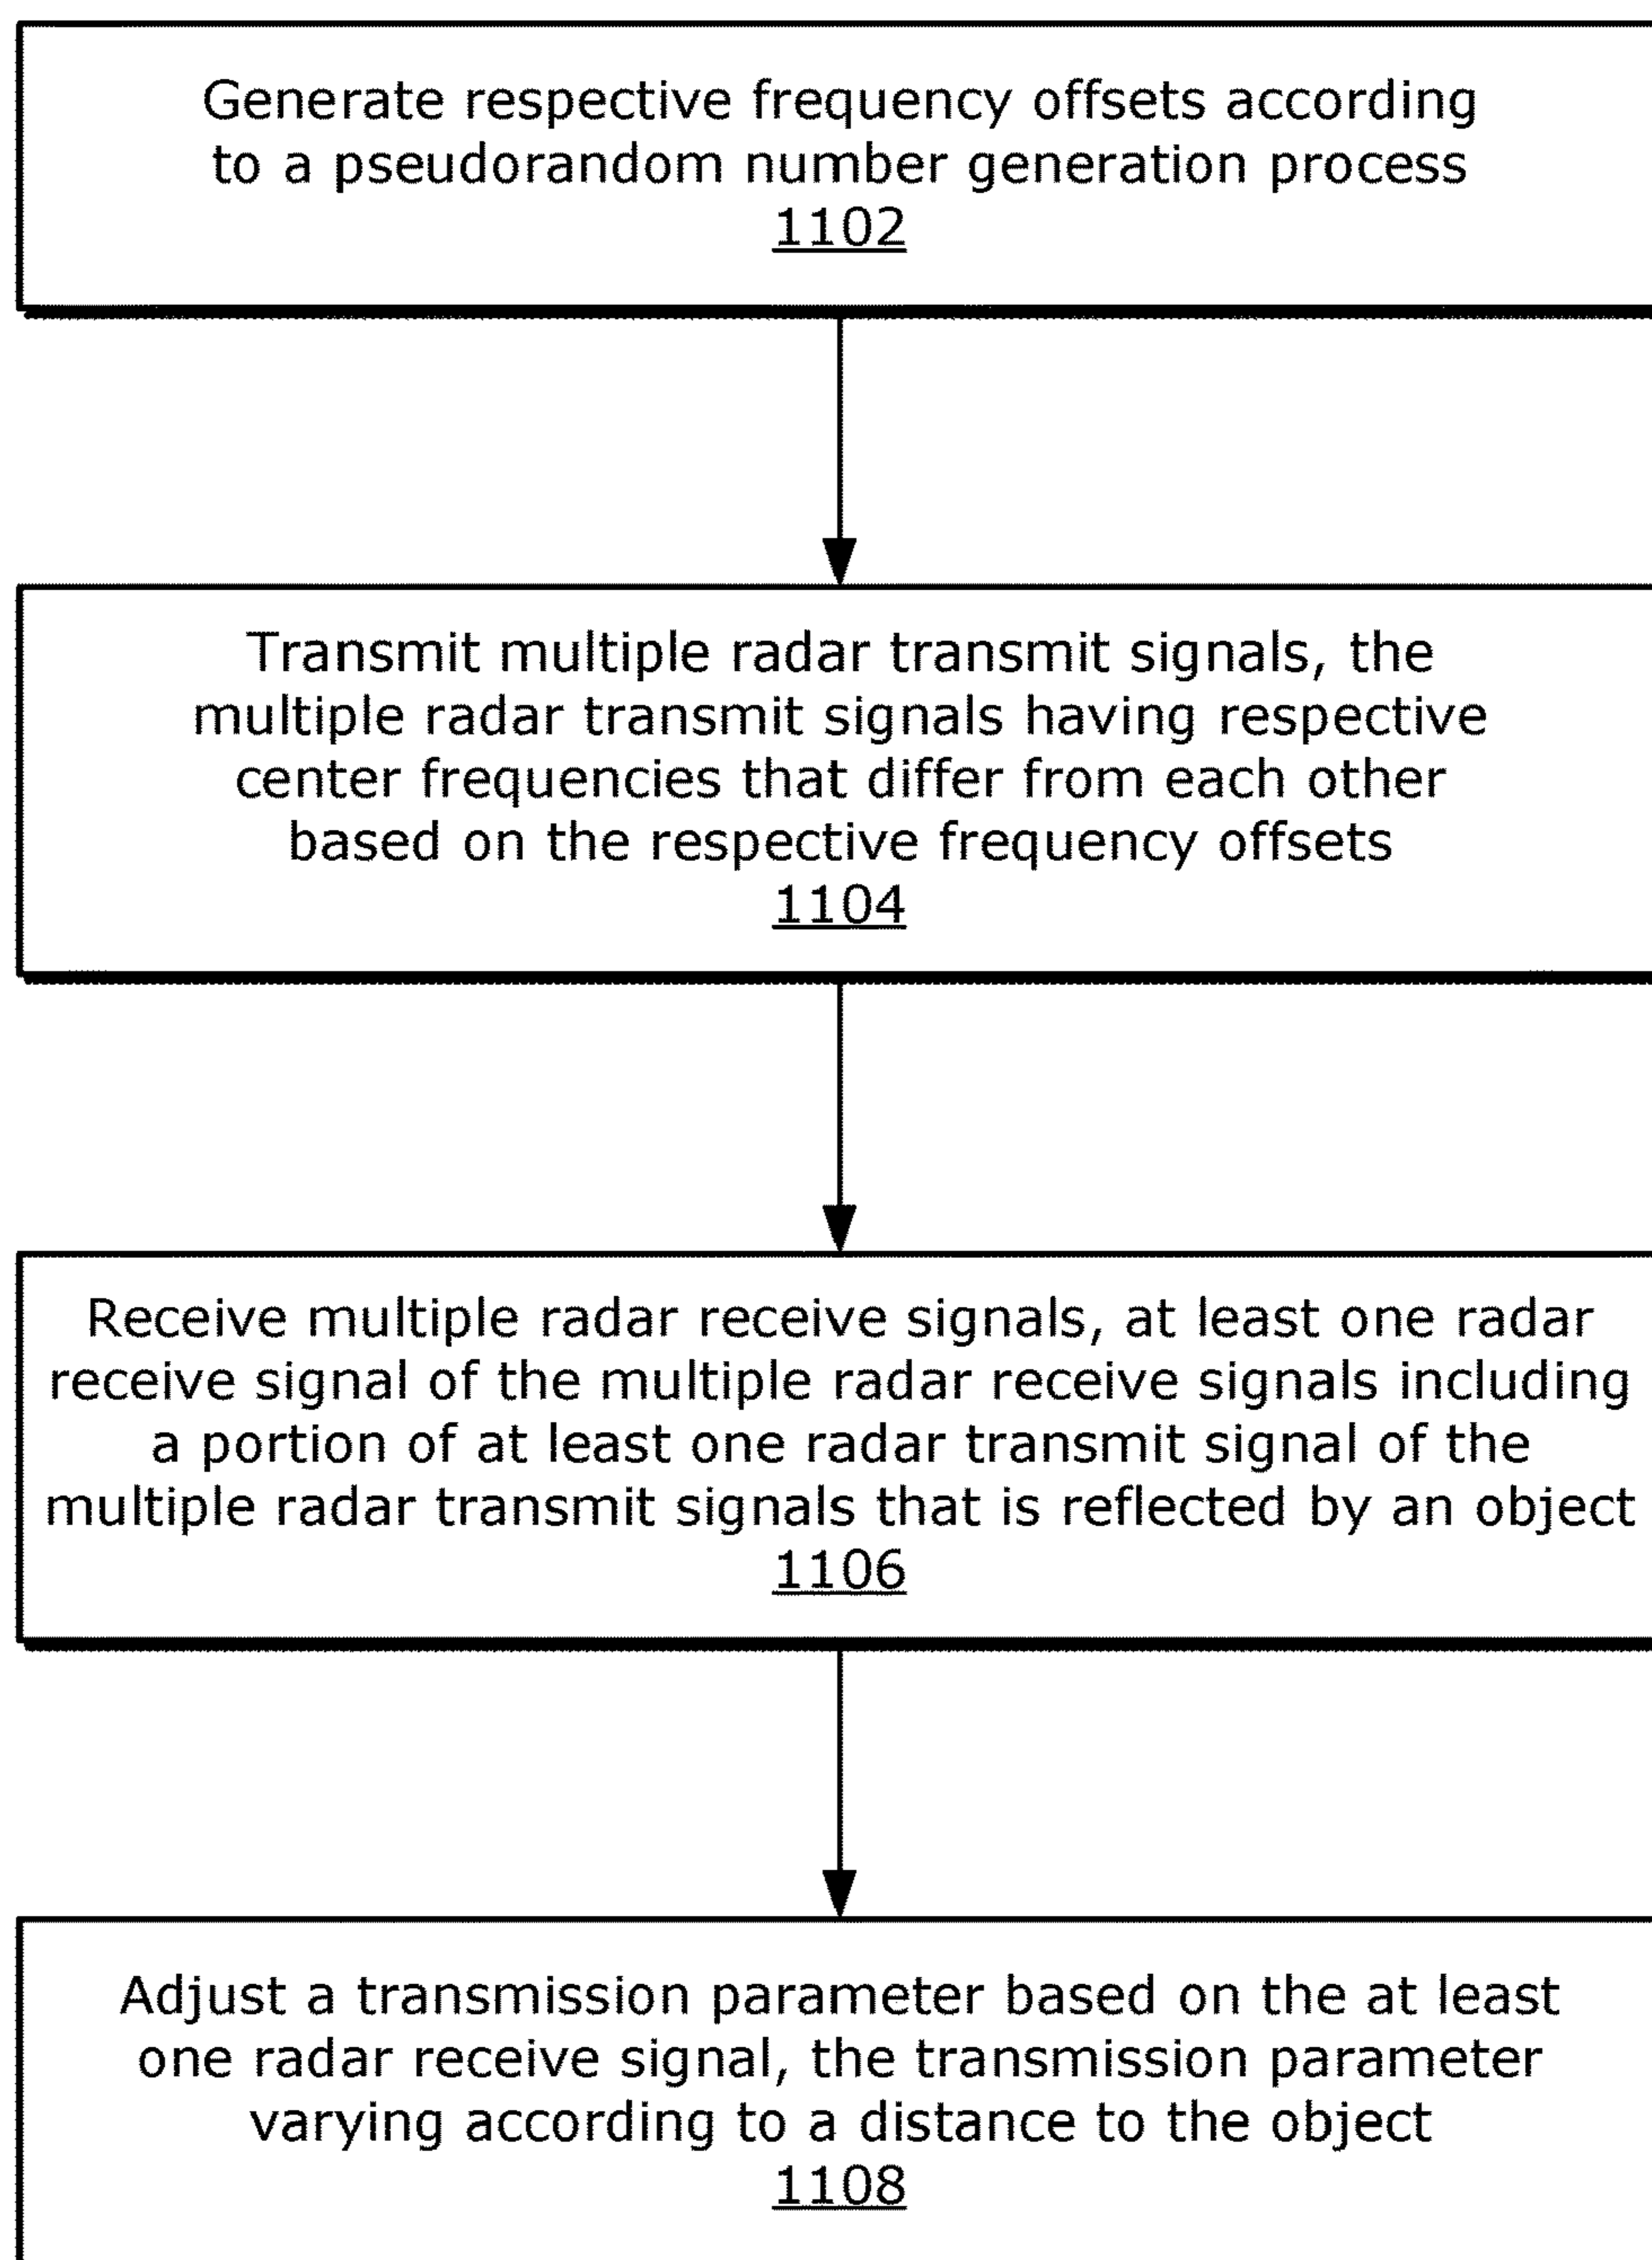 Generate respective frequency offsets according
to a pseudorandom number generation process
1102
Transmit multiple radar transmit signals, the
multiple radar transmit signals having respective
center frequencies that differ from each other
based on the respective frequency offsets
1104
Receive multiple radar receive signals, at least one radar
receive signal of the multiple radar receive signals including
a portion of at least one radar transmit signal of the
multiple radar transmit signals that is reflected by an object
1106
Adjust a transmission parameter based on the at least
one radar receive signal, the transmission parameter
varying according to a distance to the object
1108